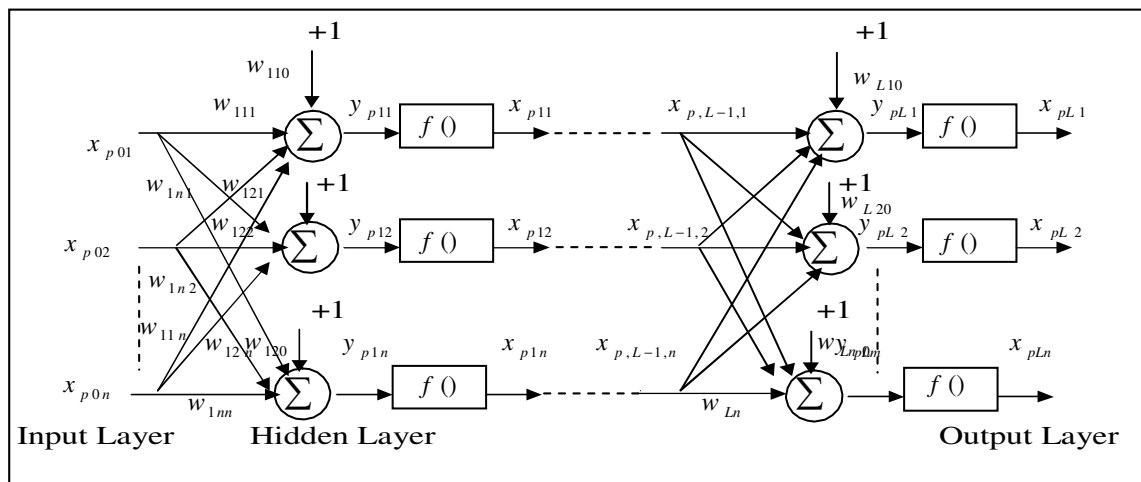 +1 +1
w110 wL10
w111 yp11 f () xp11 xp,L-1,1 Σ ypL1 f () xpL1
Σ
xp01
w1n1 w121 +1 +1
wL20
xp02 w122 Σ yp12 f () xp12 xp,L-1,2 Σ ypL2 f () xpL2
w1n2
+1 +1
w11n w12n w120 yp1n xp1n xp,L-1,n xpLn
xp0n Σ f () Σ f ()
w1nn wLn
Input Layer Hidden Layer Output Layer